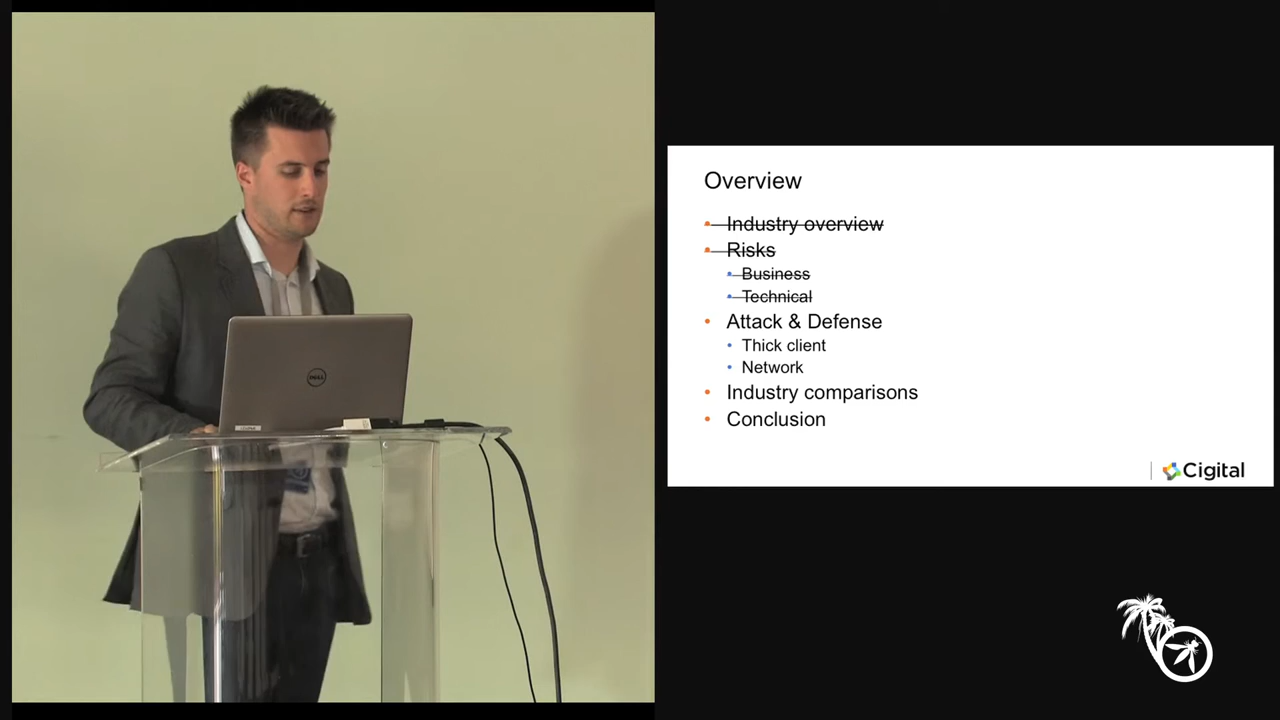 Overview
Industry overview
Risks
Business
Technical
Attack & Defense
Thick client
Network
Industry comparisons
Conclusion
Cigital
DELL